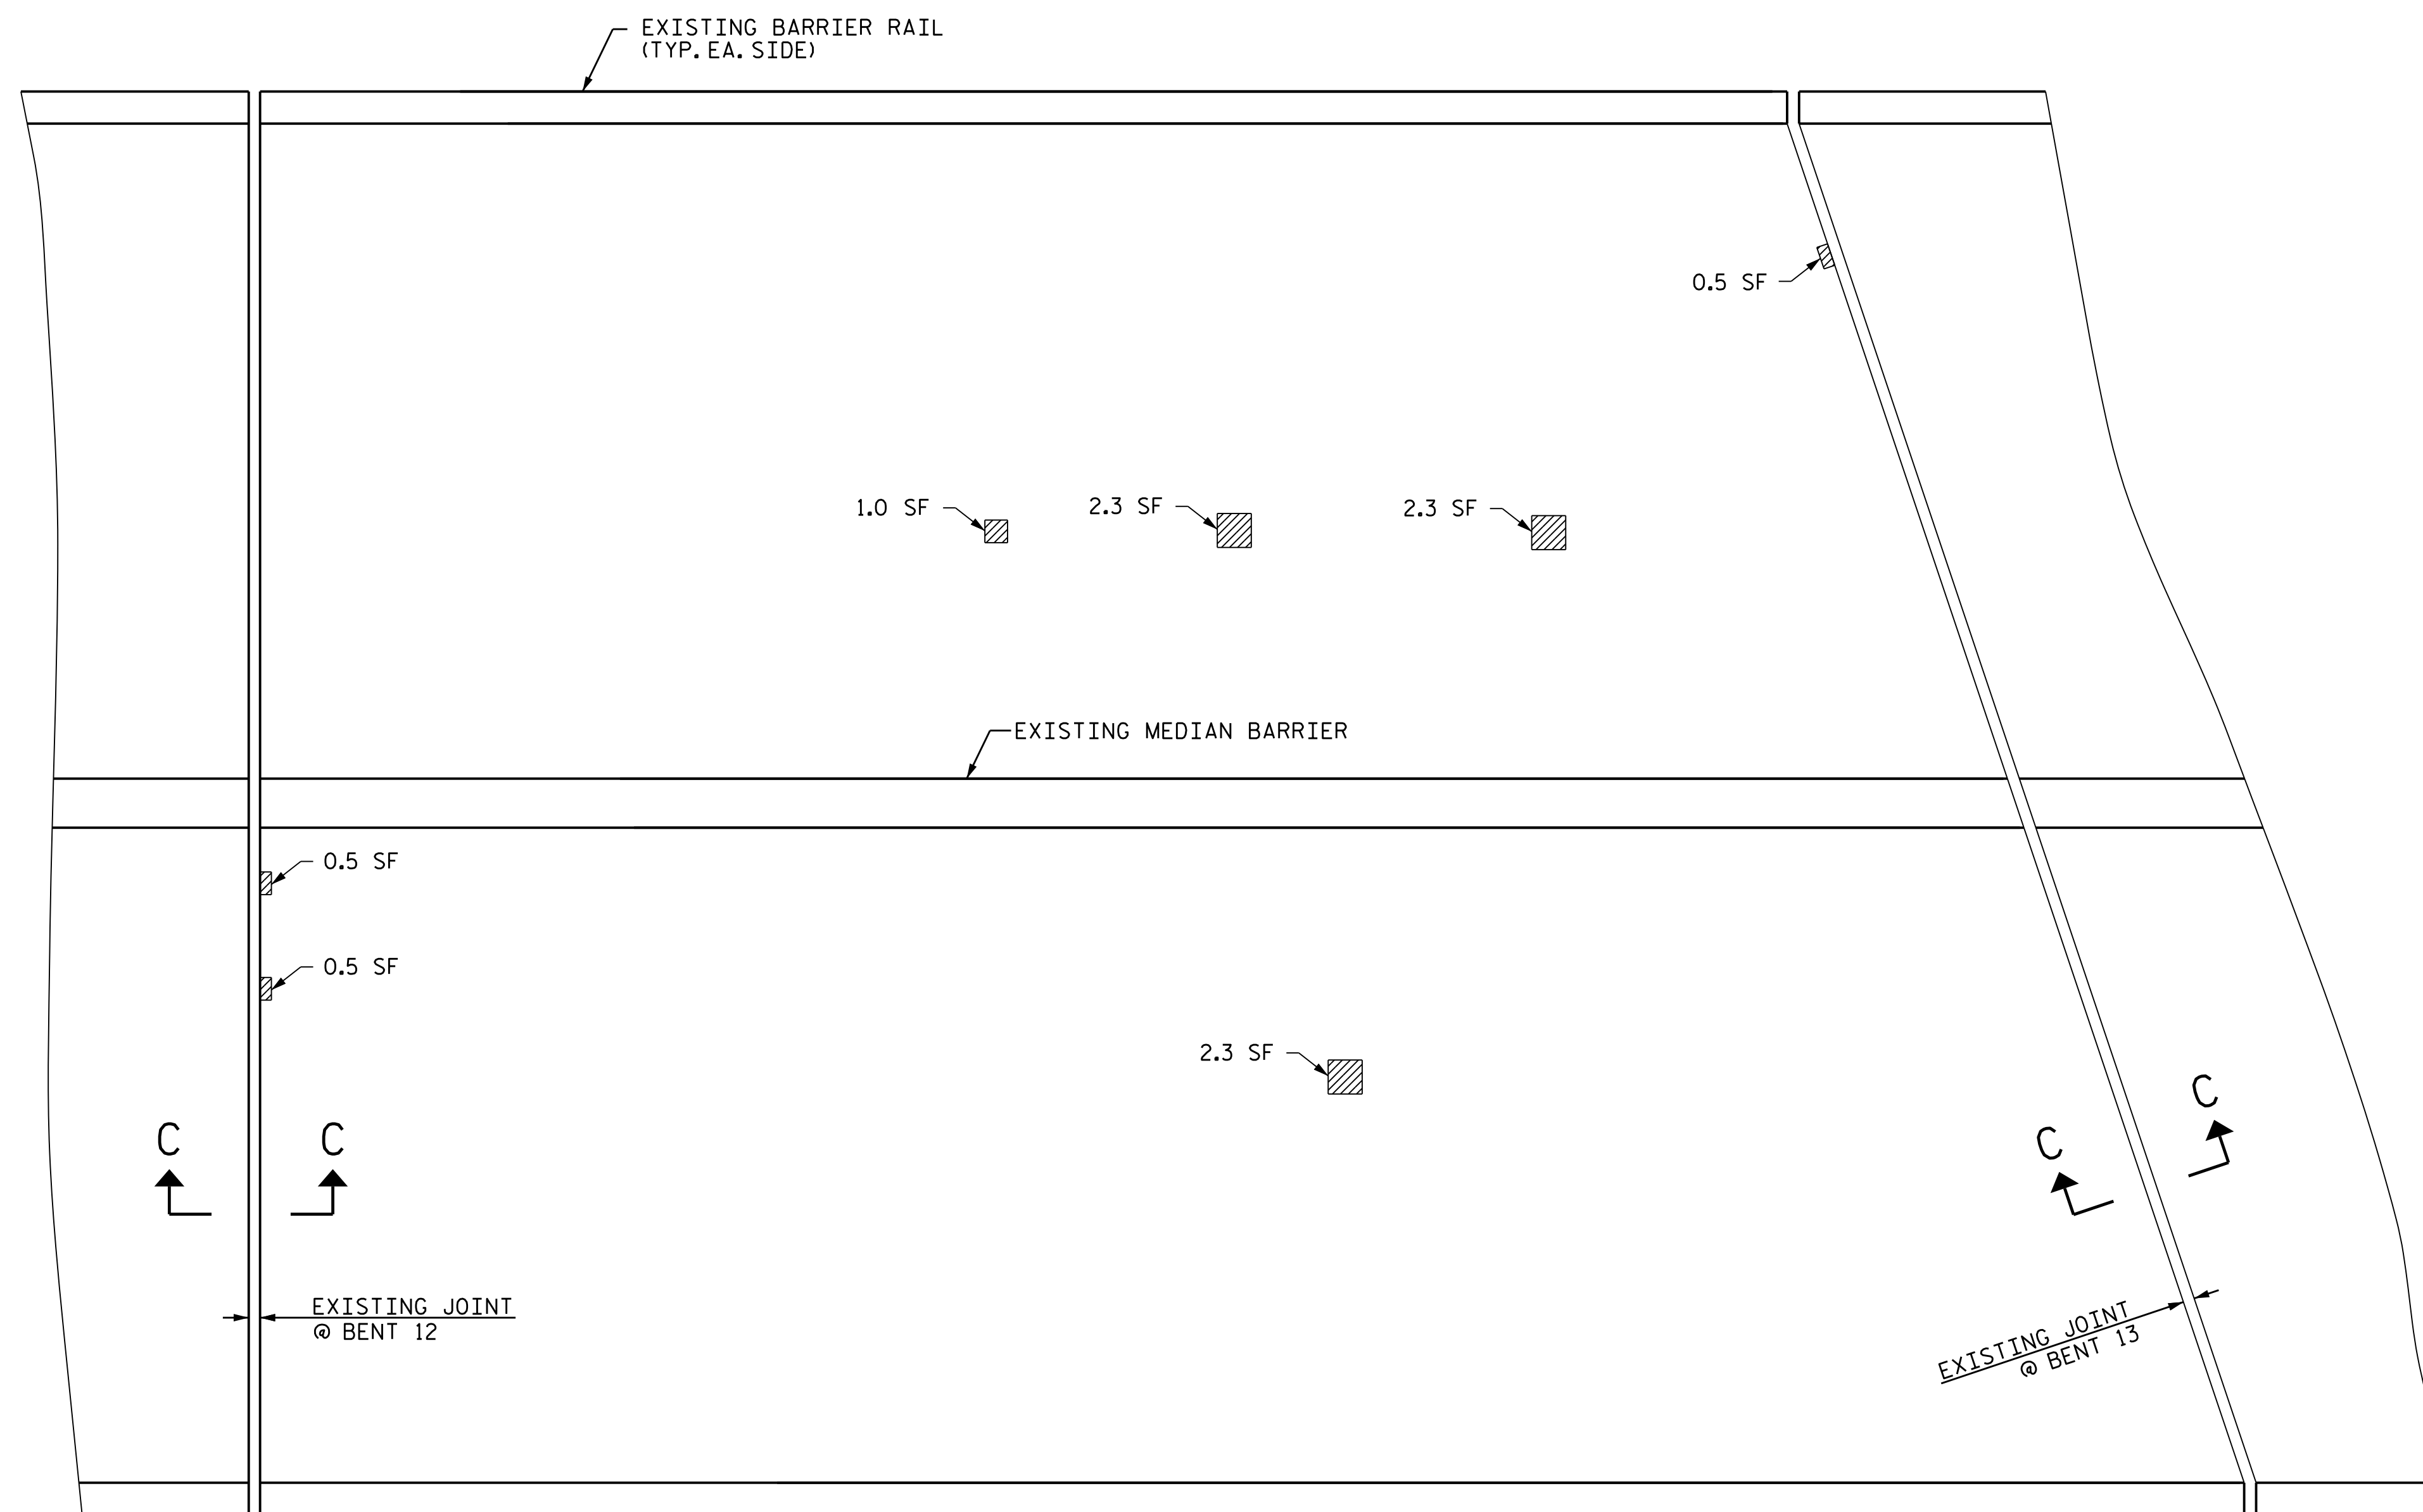 EXISTING BARRIER RAIL
(TYP. EA. SIDE)
0.5 SF
1.0 SF
2.3 SF
2.3 SF
EXISTING MEDIAN BARRIER
0.5 SF
0.5 SF
2.3 SF
C
C
C
C
EXISTING JOINT
@ BENT 12
EXISTING JOINT
@ BENT 13